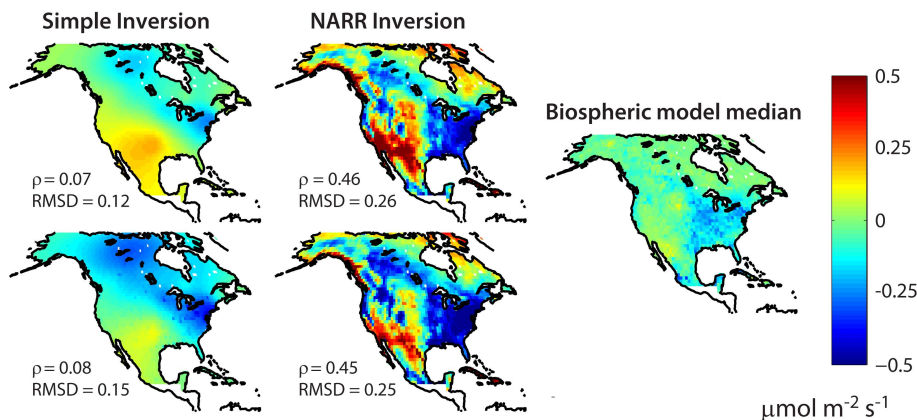 Simple Inversion
NARR Inversion
ρ = 0.07
RMSD = 0.12
ρ = 0.46
RMSD = 0.26
ρ = 0.08
RMSD = 0.15
ρ = 0.45
RMSD = 0.25
Biospheric model median
0.5
0.25
0
−0.25
−0.5
μmol m⁻² s⁻¹